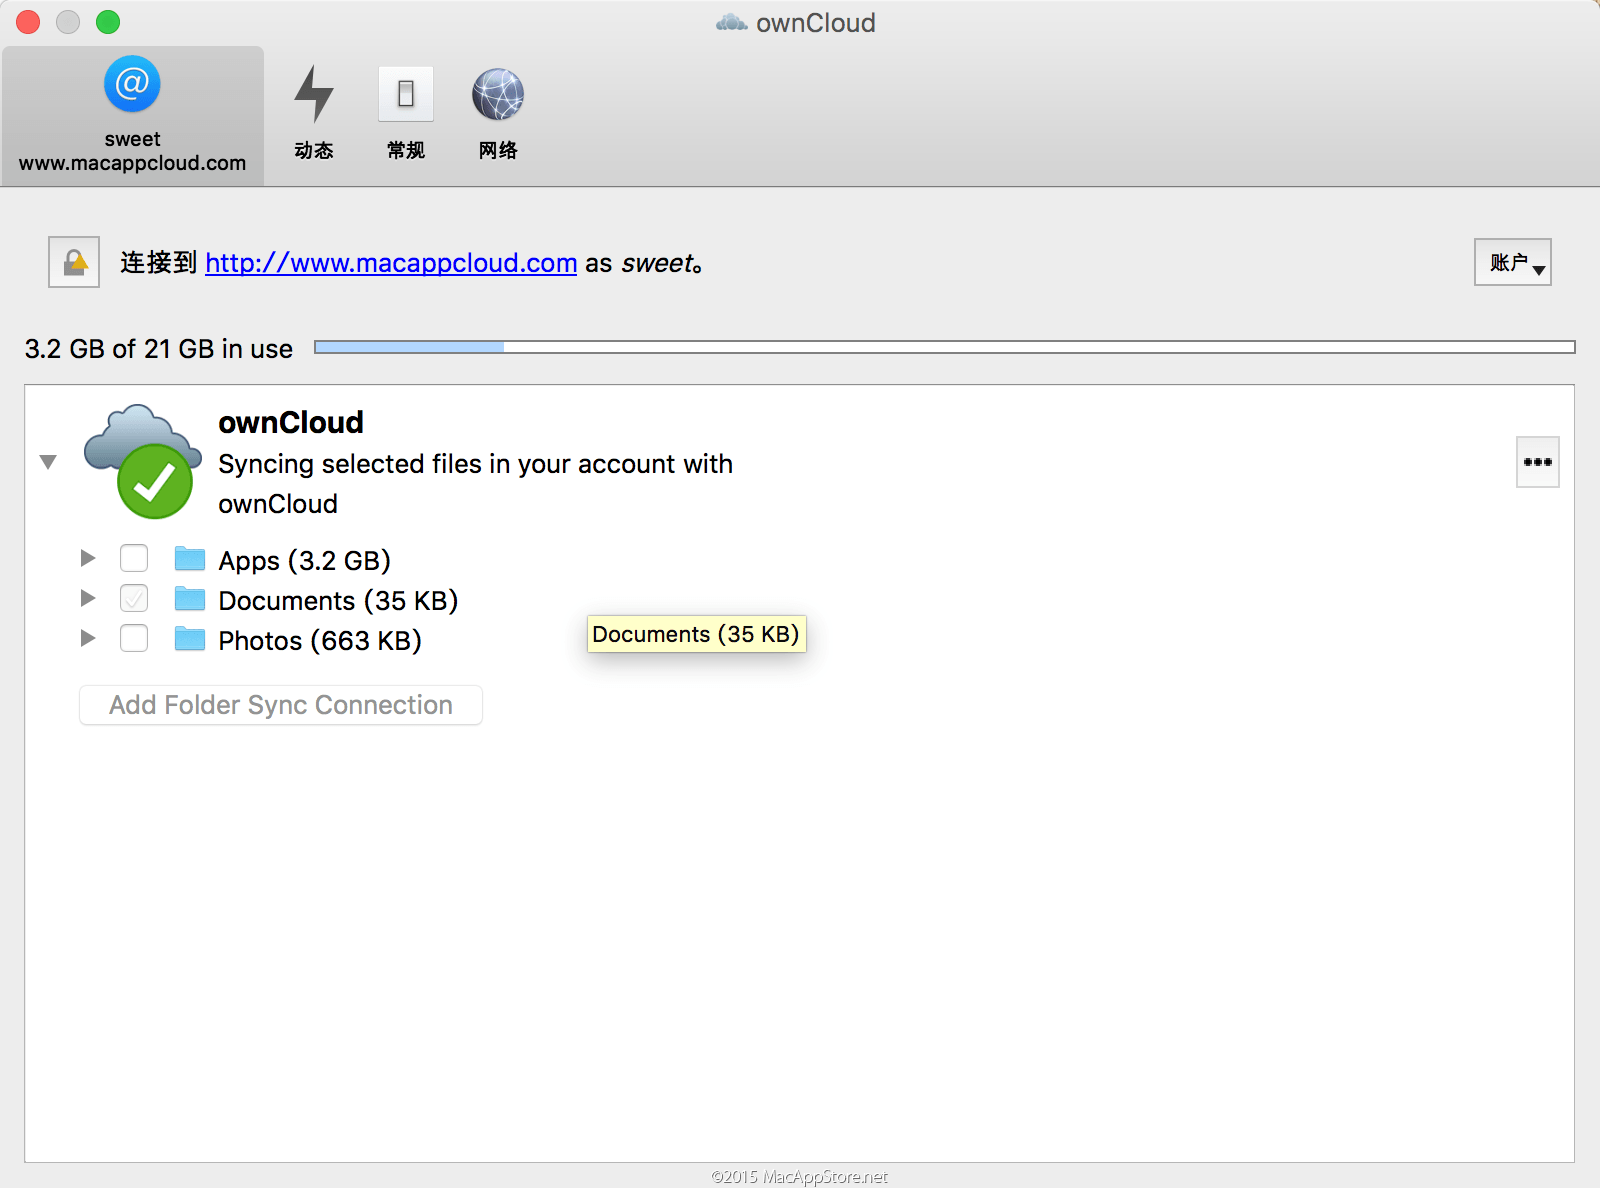 ownCloud
@
sweet
www.macappcloud.com
动态
常规
网络
连接到 http://www.macappcloud.com as sweet。
账户
3.2 GB of 21 GB in use
ownCloud
Syncing selected files in your account with
ownCloud
Apps (3.2 GB)
Documents (35 KB)
Documents (35 KB)
Photos (663 KB)
Add Folder Sync Connection
©2015 MacAppStore.net